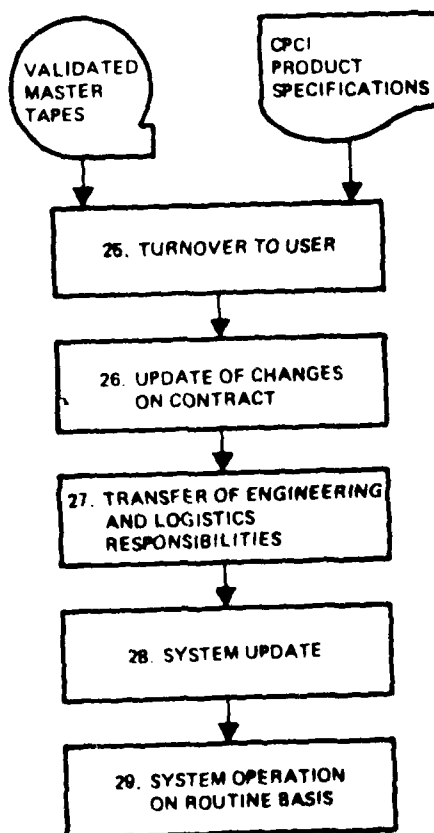 VALIDATED
MASTER
TAPES
CPCI
PRODUCT
SPECIFICATIONS
25. TURNOVER TO USER
26. UPDATE OF CHANGES
ON CONTRACT
27. TRANSFER OF ENGINEERING
AND LOGISTICS
RESPONSIBILITIES
28. SYSTEM UPDATE
29. SYSTEM OPERATION
ON ROUTINE BASIS